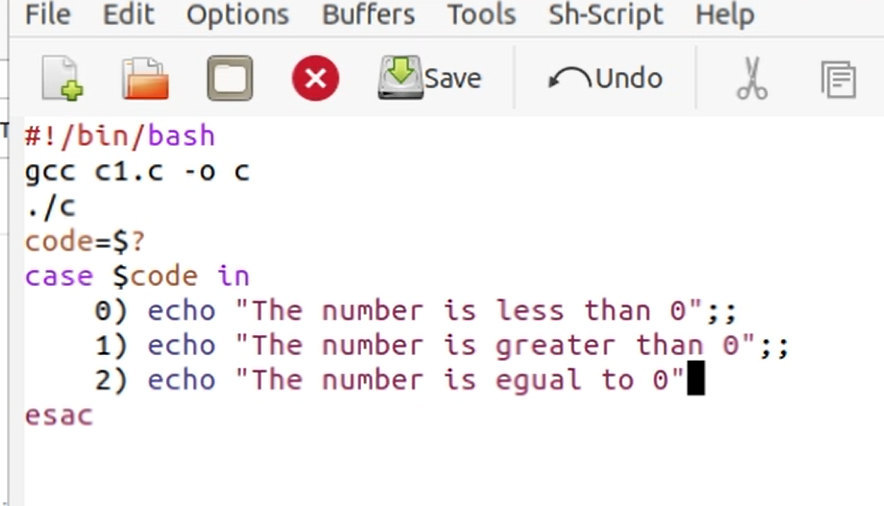 File Edit Options Buffers Tools Sh-Script Help
Save Undo
#!/bin/bash
gcc c1.c -o c
./c
code=$?
case $code in
    0) echo "The number is less than 0";;
    1) echo "The number is greater than 0";;
    2) echo "The number is egual to 0"
esac